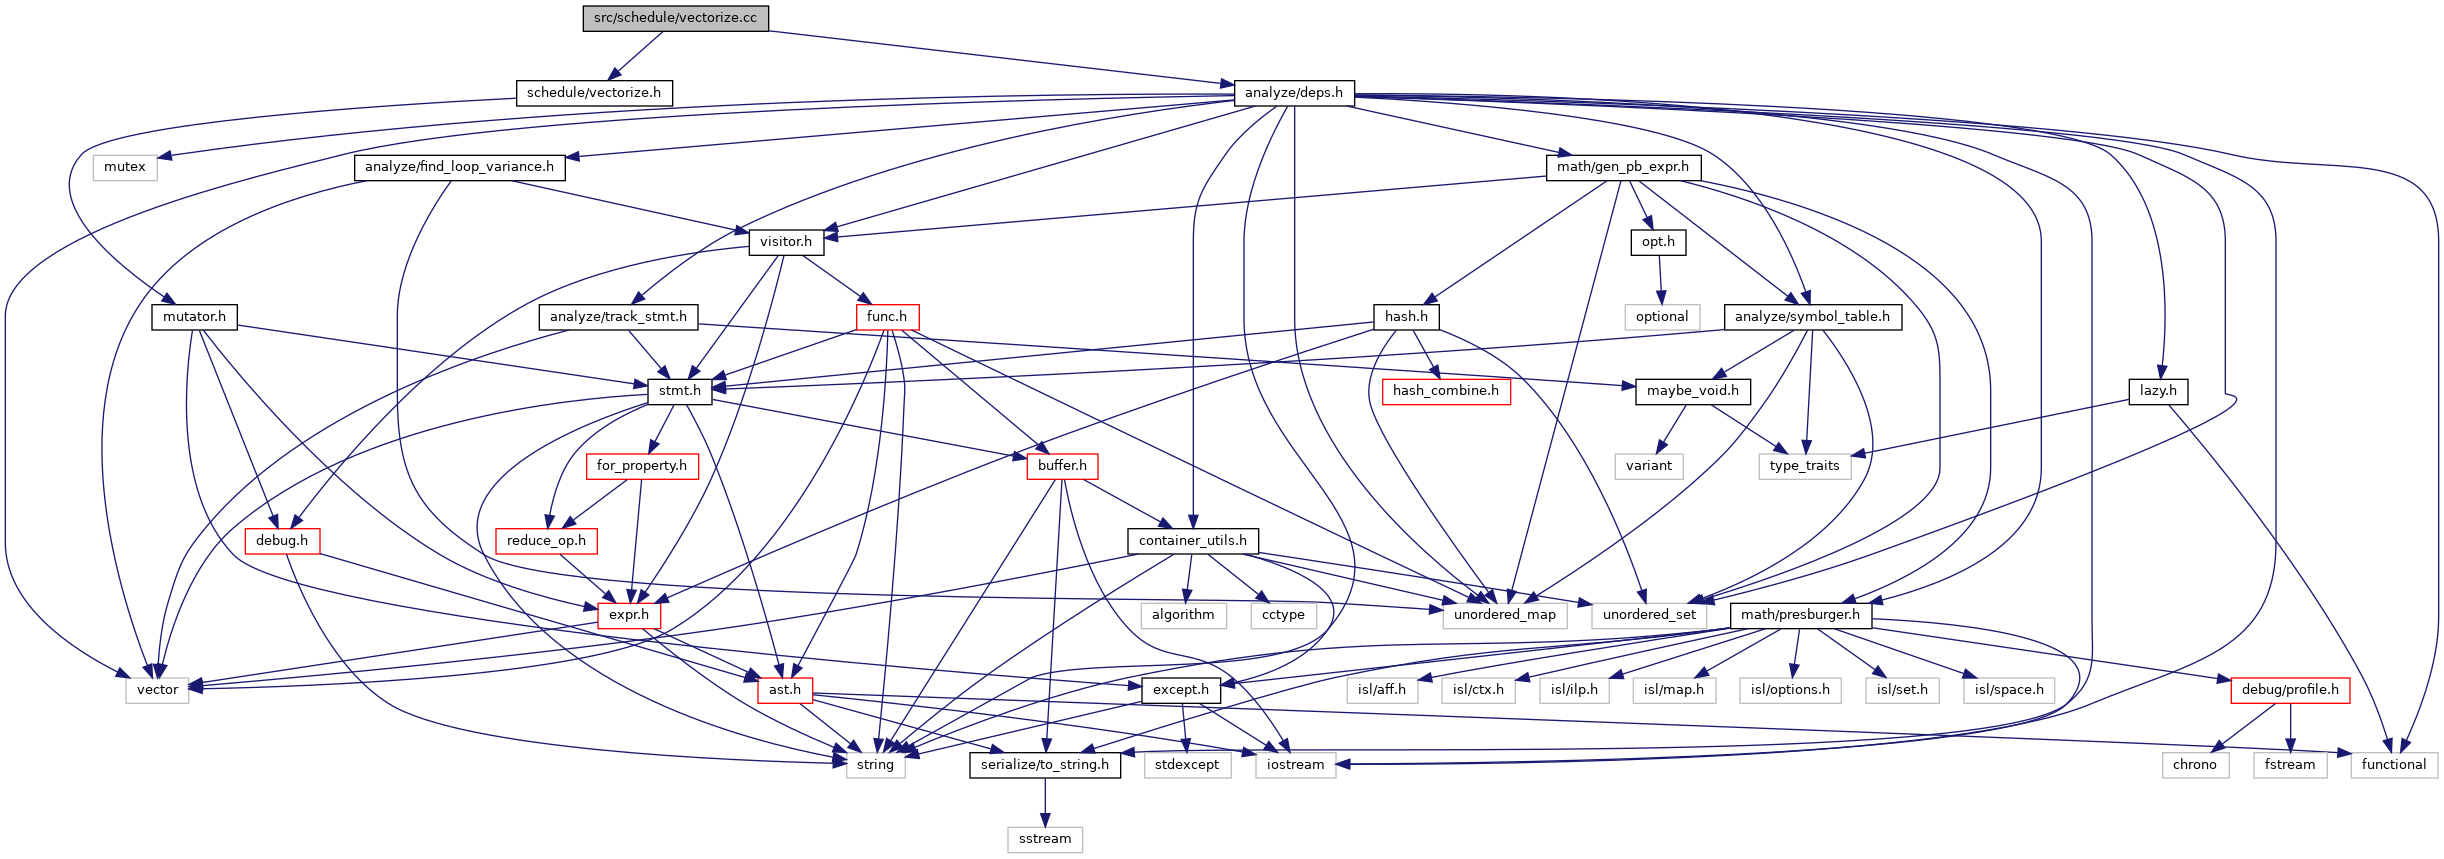 src/schedule/vectorize.cc
schedule/vectorize.h
analyze/deps.h
mutex
analyze/find_loop_variance.h
math/gen_pb_expr.h
visitor.h
opt.h
mutator.h
analyze/track_stmt.h
func.h
hash.h
optional
analyze/symbol_table.h
stmt.h
hash_combine.h
maybe_void.h
lazy.h
for_property.h
buffer.h
variant
type_traits
debug.h
reduce_op.h
container_utils.h
expr.h
algorithm
cctype
unordered_map
unordered_set
math/presburger.h
vector
ast.h
except.h
isl/aff.h
isl/ctx.h
isl/ilp.h
isl/map.h
isl/options.h
isl/set.h
isl/space.h
debug/profile.h
string
serialize/to_string.h
stdexcept
iostream
chrono
fstream
functional
sstream